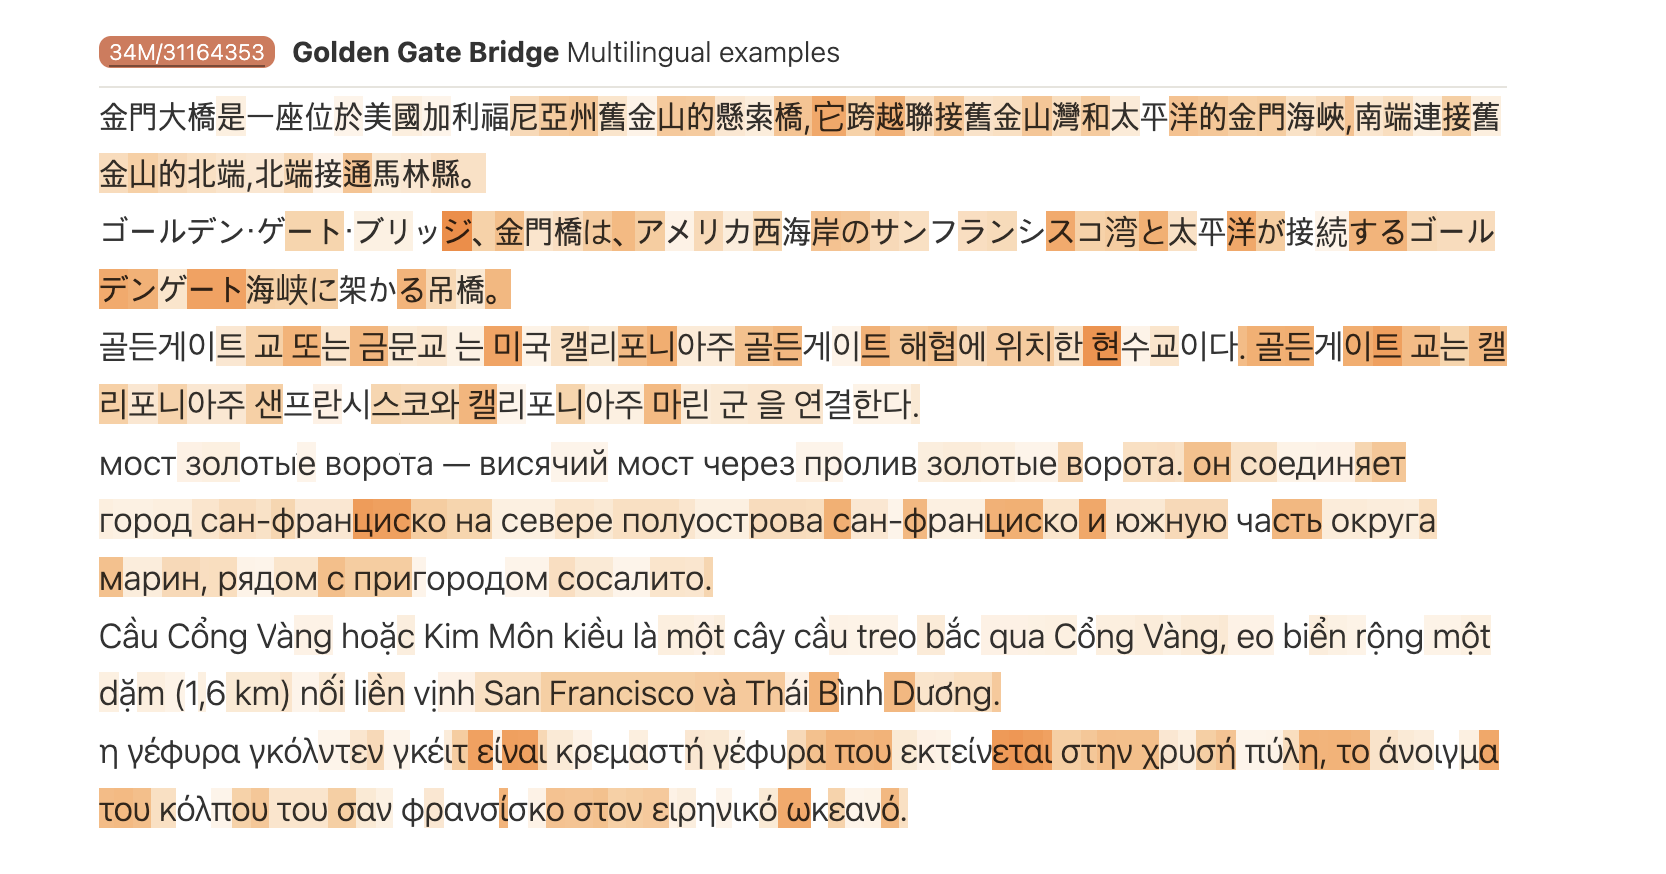 34M/31164353 Golden Gate Bridge Multilingual examples
金門大橋是一座位於美國加利福尼亞州舊金山的懸索橋,它跨越聯接舊金山灣和太平洋的金門海峽,南端連接舊
金山的北端,北端接通馬林縣。
ゴールデン·ゲート·ブリッジ、金門橋は、アメリカ西海岸のサンフランシスコ湾と太平洋が接続するゴール
デンゲート海峡に架かる吊橋。
골든게이트 교 또는 금문교 는 미국 캘리포니아주 골든게이트 해협에 위치한 현수교이다. 골든게이트 교는 캘
리포니아주 샌프란시스코와 캘리포니아주 마린 군 을 연결한다.
мост золоты́е воро́та — висячий мост через пролив золотые ворота. он соединяет
город сан-франциско на севере полуострова сан-франциско и южную часть округа
марин, рядом с пригородом сосалито.
Cầu Cổng Vàng hoặc Kim Môn kiều là một cây cầu treo bắc qua Cổng Vàng, eo biển rộng một
dặm (1,6 km) nối liền vịnh San Francisco và Thái Bình Dương.
η γέφυρα γκόλντεν γκέιτ είναι κρεμαστή γέφυρα που εκτείνεται στην χρυσή πύλη, το άνοιγμα
του κόλπου του σαν φρανσίσκο στον ειρηνικό ωκεανό.